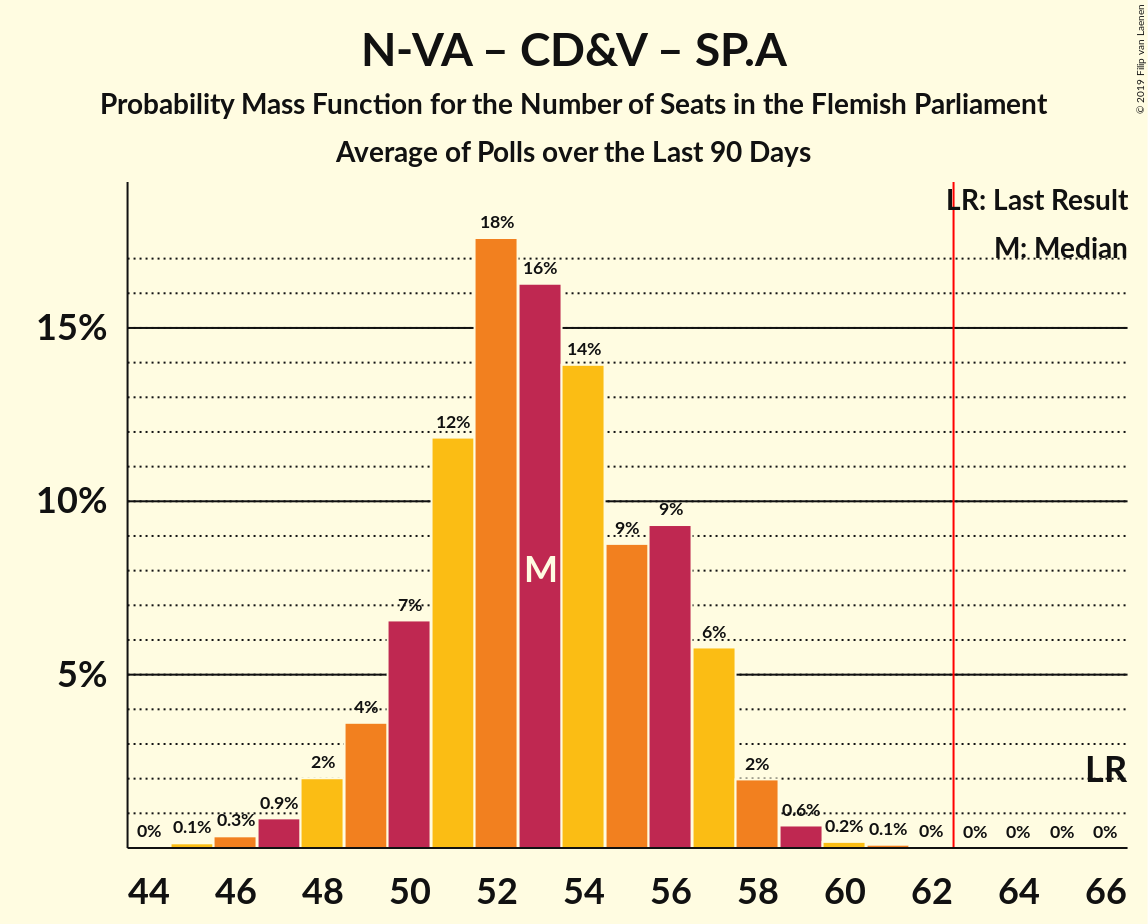 N-VA – CD&V – SP.A
Probability Mass Function for the Number of Seats in the Flemish Parliament
Average of Polls over the Last 90 Days
© 2019 Filip van Laenen
LR: Last Result
M: Median
15%
10%
5%
0%
0.1%
0.3%
0.9%
2%
4%
7%
12%
18%
16%
14%
9%
9%
6%
2%
0.6%
0.2%
0.1%
0%
0%
0%
0%
0%
M
LR
44 46 48 50 52 54 56 58 60 62 64 66